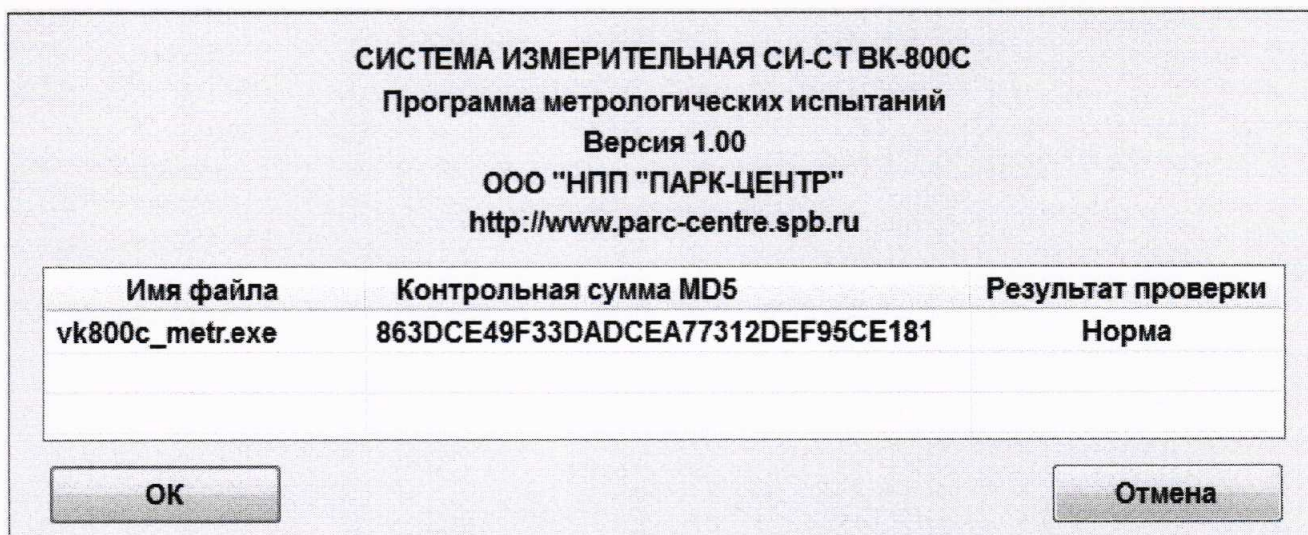 СИСТЕМА ИЗМЕРИТЕЛЬНАЯ СИ-СТ ВК-800С
Программа метрологических испытаний
Версия 1.00
ООО "НПП "ПАРК-ЦЕНТР"
http://www.parc-centre.spb.ru
Имя файла Контрольная сумма MD5 Результат проверки
vk800c_metr.exe 863DCE49F33DADCEA77312DEF95CE181 Норма
ОК Отмена